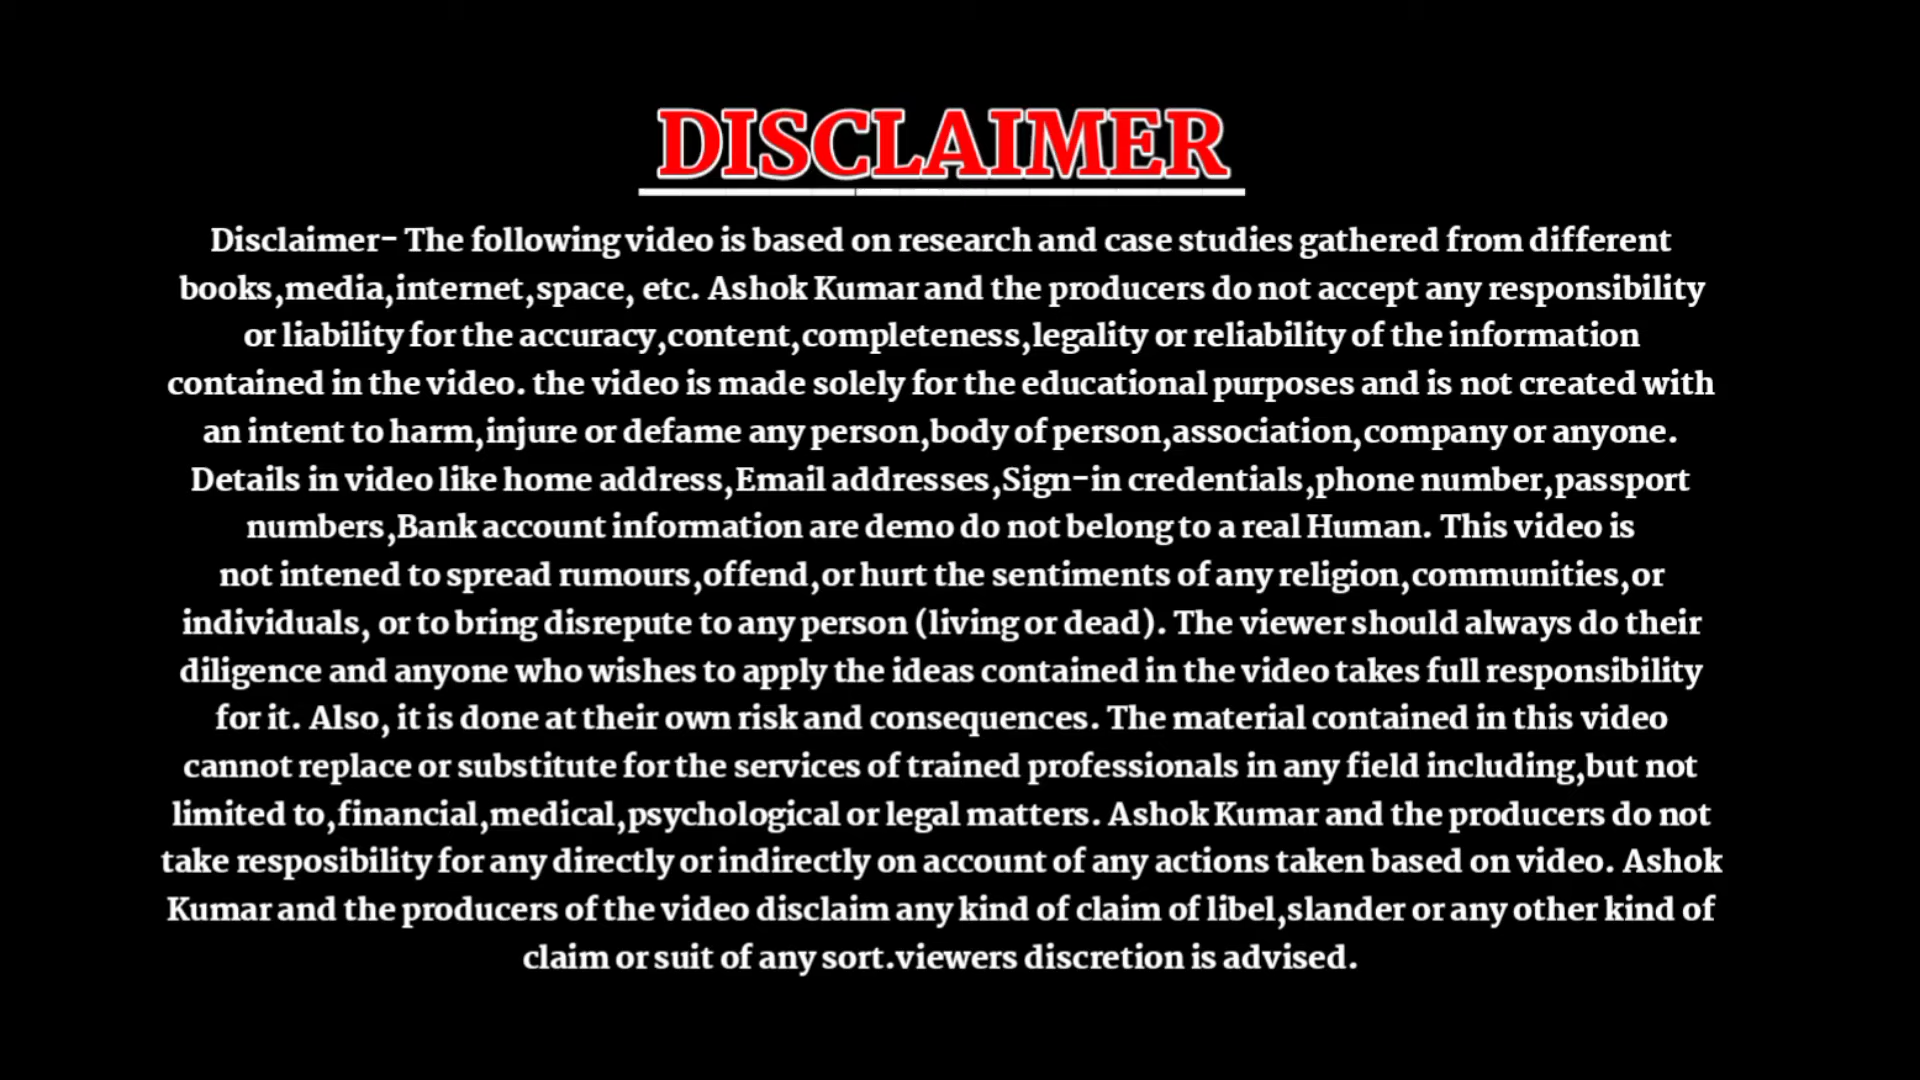 DISCLAIMER
Disclaimer- The following video is based on research and case studies gathered from different
books,media,internet,space, etc. Ashok Kumar and the producers do not accept any responsibility
or liability for the accuracy,content,completeness,legality or reliability of the information
contained in the video. the video is made solely for the educational purposes and is not created with
an intent to harm,injure or defame any person,body of person,association,company or anyone.
Details in video like home address,Email addresses,Sign-in credentials,phone number,passport
numbers,Bank account information are demo do not belong to a real Human. This video is
not intened to spread rumours,offend,or hurt the sentiments of any religion,communities,or
individuals, or to bring disrepute to any person (living or dead). The viewer should always do their
diligence and anyone who wishes to apply the ideas contained in the video takes full responsibility
for it. Also, it is done at their own risk and consequences. The material contained in this video
cannot replace or substitute for the services of trained professionals in any field including,but not
limited to,financial,medical,psychological or legal matters. Ashok Kumar and the producers do not
take resposibility for any directly or indirectly on account of any actions taken based on video. Ashok
Kumar and the producers of the video disclaim any kind of claim of libel,slander or any other kind of
claim or suit of any sort.viewers discretion is advised.